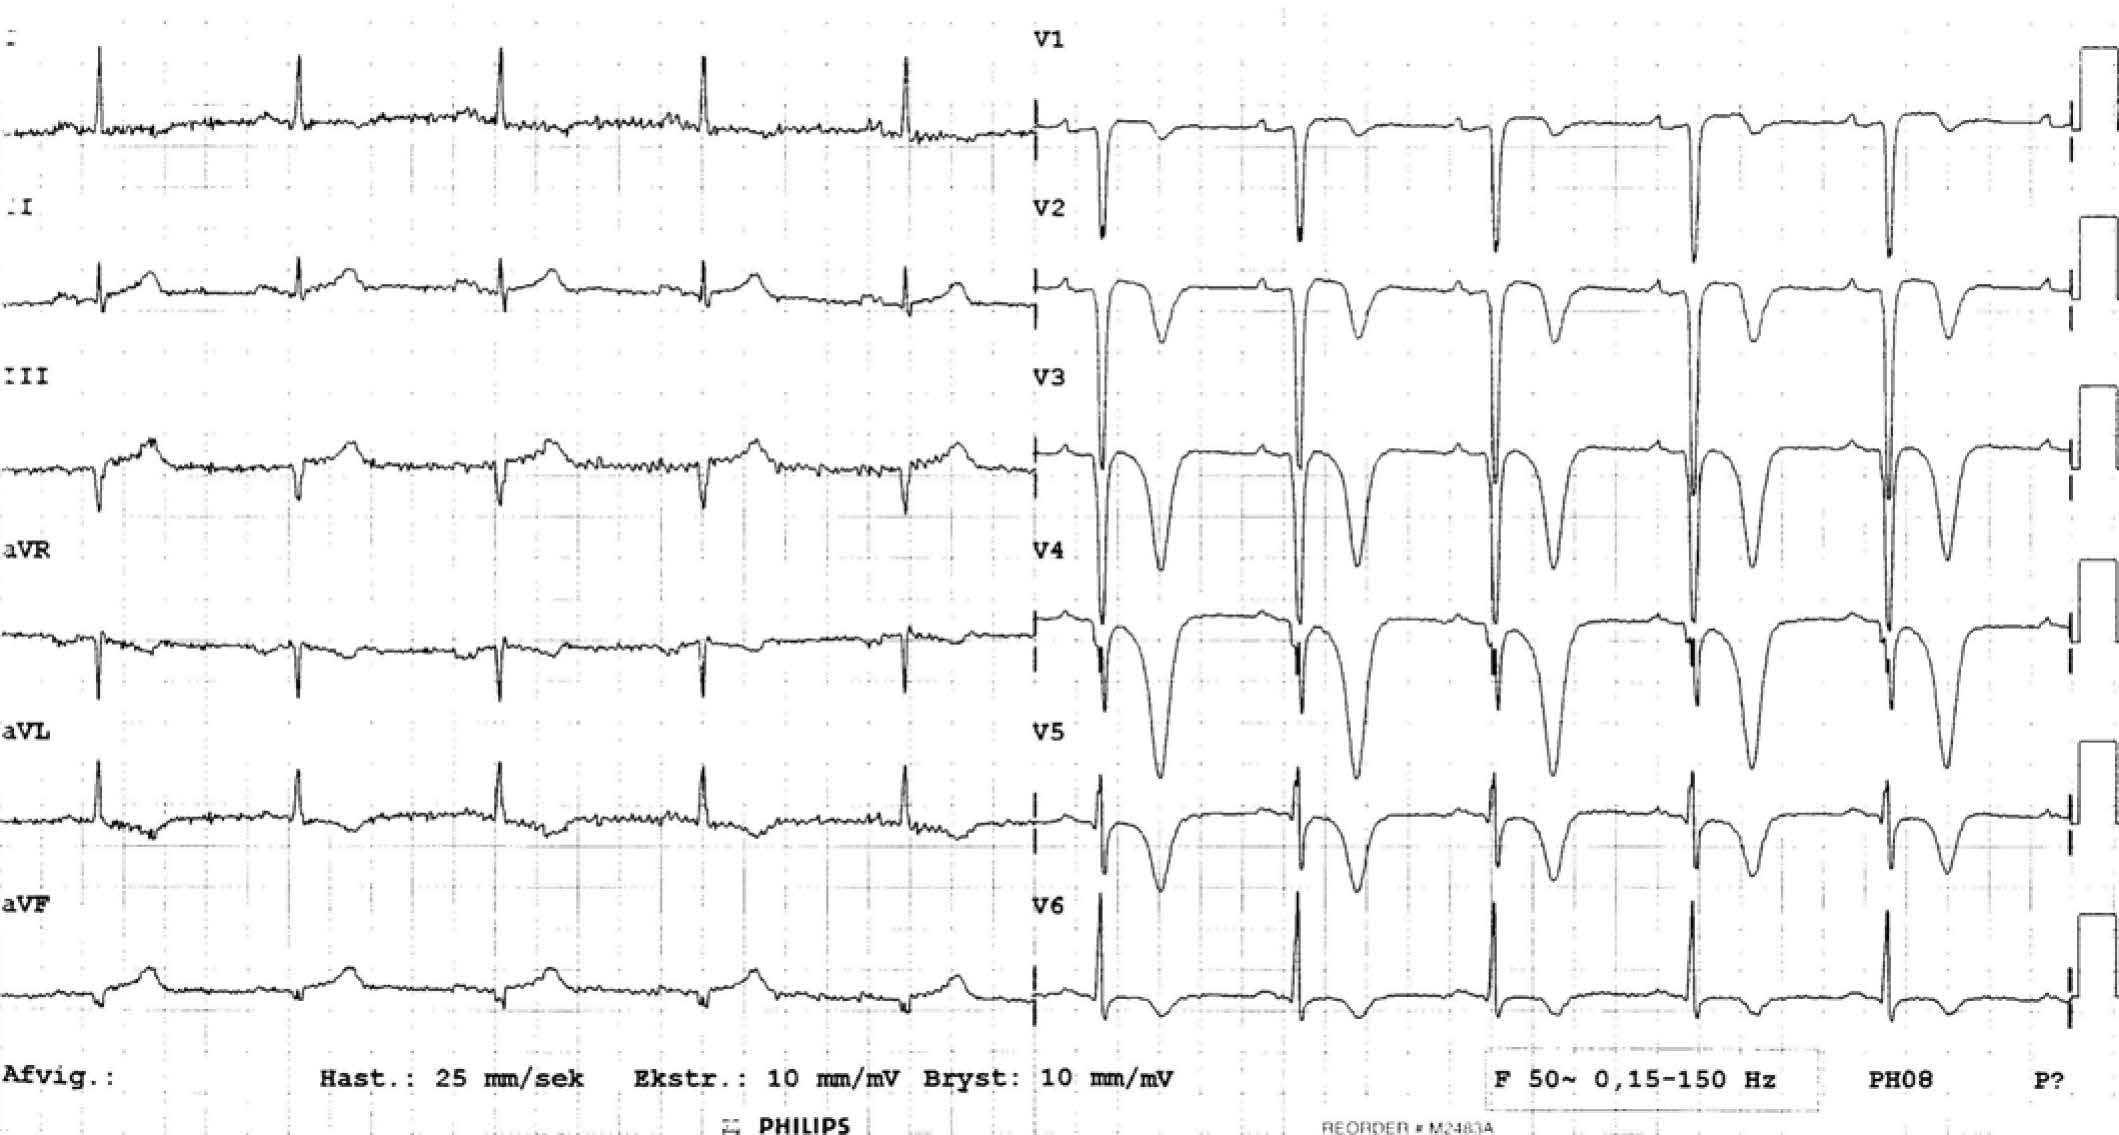 I V1
II V2
III V3
aVR V4
aVL V5
aVF V6
Afvig.: Hast.: 25 mm/sek Ekstr.: 10 mm/mV Bryst: 10 mm/mV F 50~ 0,15-150 Hz PH08 P?
PHILIPS REORDER # M2483A